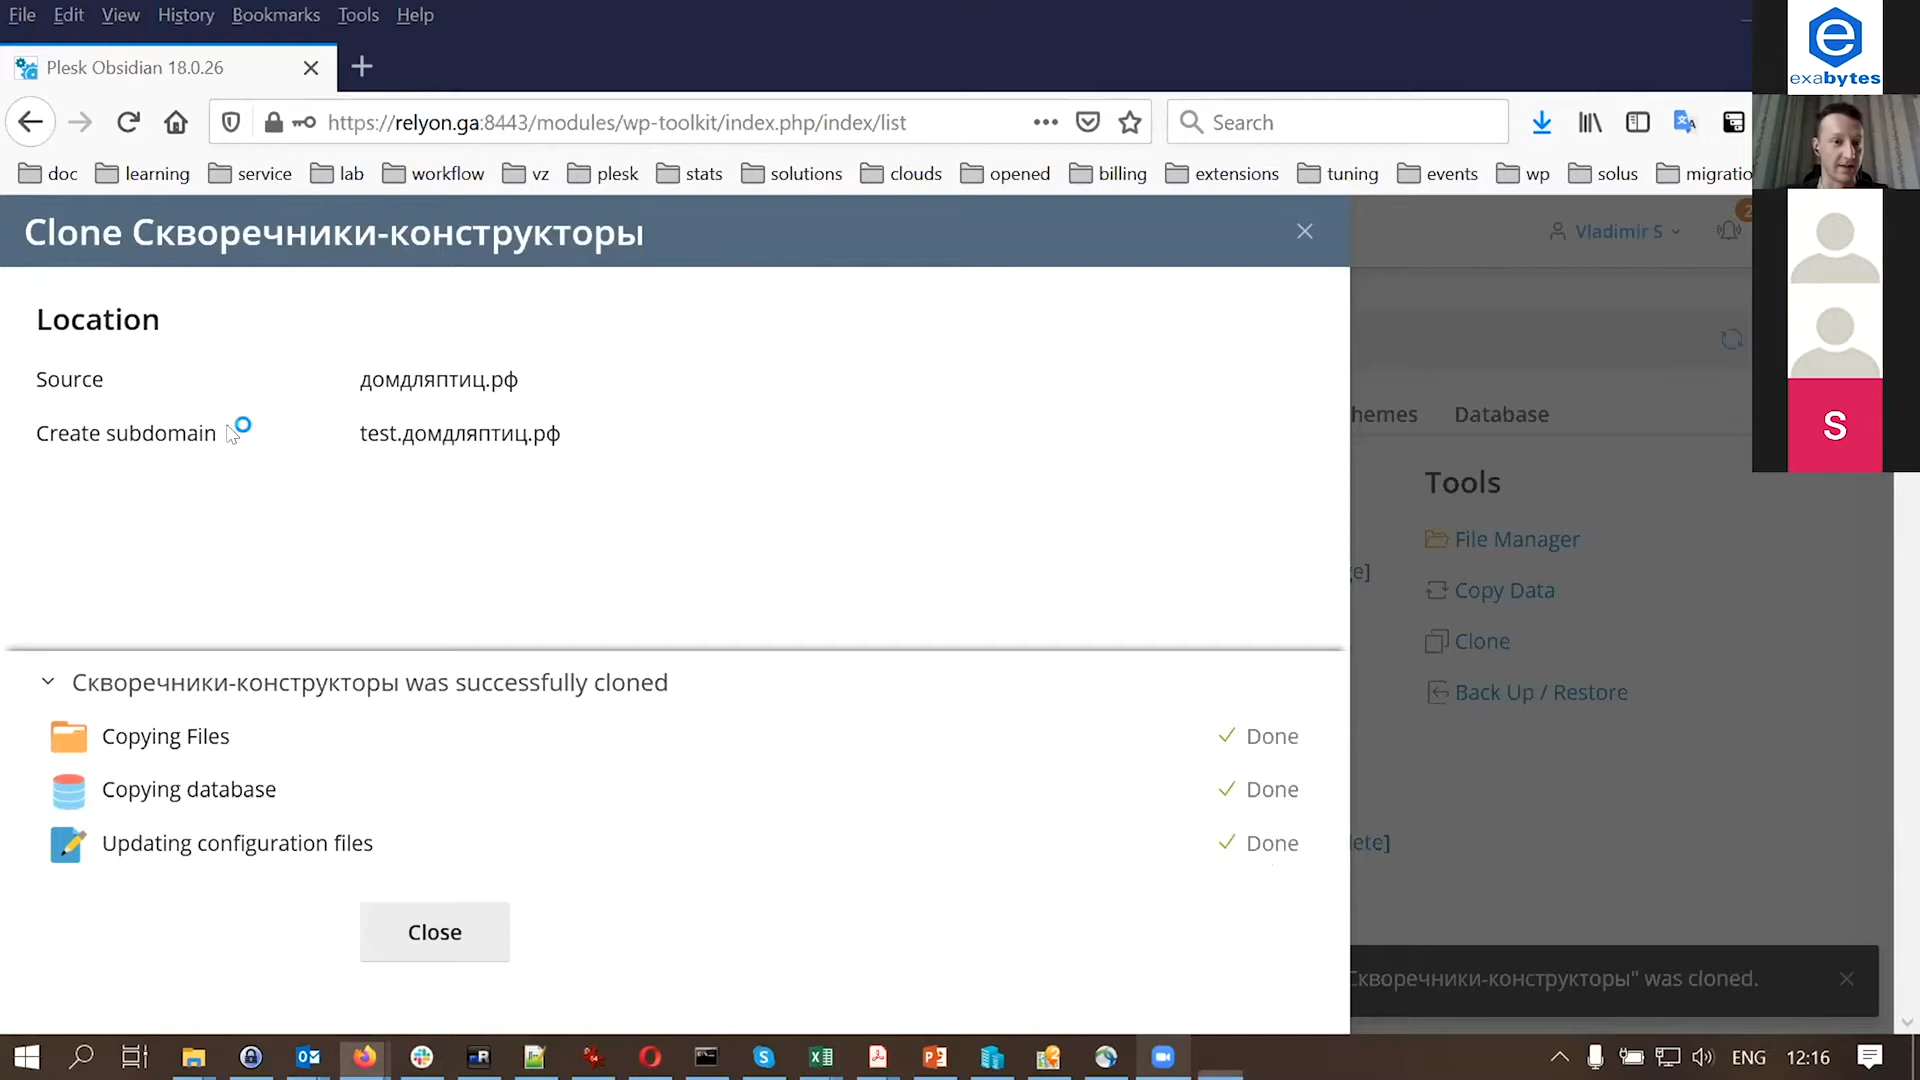 File Edit View History Bookmarks Tools Help
Plesk Obsidian 18.0.26
https://relyon.ga:8443/modules/wp-toolkit/index.php/index/list
Search
doc learning service lab workflow vz plesk stats solutions clouds opened billing extensions tuning events wp solus migratio
exabytes
Clone Скворечники-конструкторы
Vladimir S
2
Location
Source домдляптиц.рф
Create subdomain test.домдляптиц.рф
hemes Database
S
Tools
File Manager
e]
Copy Data
Clone
Back Up / Restore
Скворечники-конструкторы was successfully cloned
Copying Files Done
Copying database Done
Updating configuration files Done
ete]
Close
Скворечники-конструкторы" was cloned.
ENG 12:16